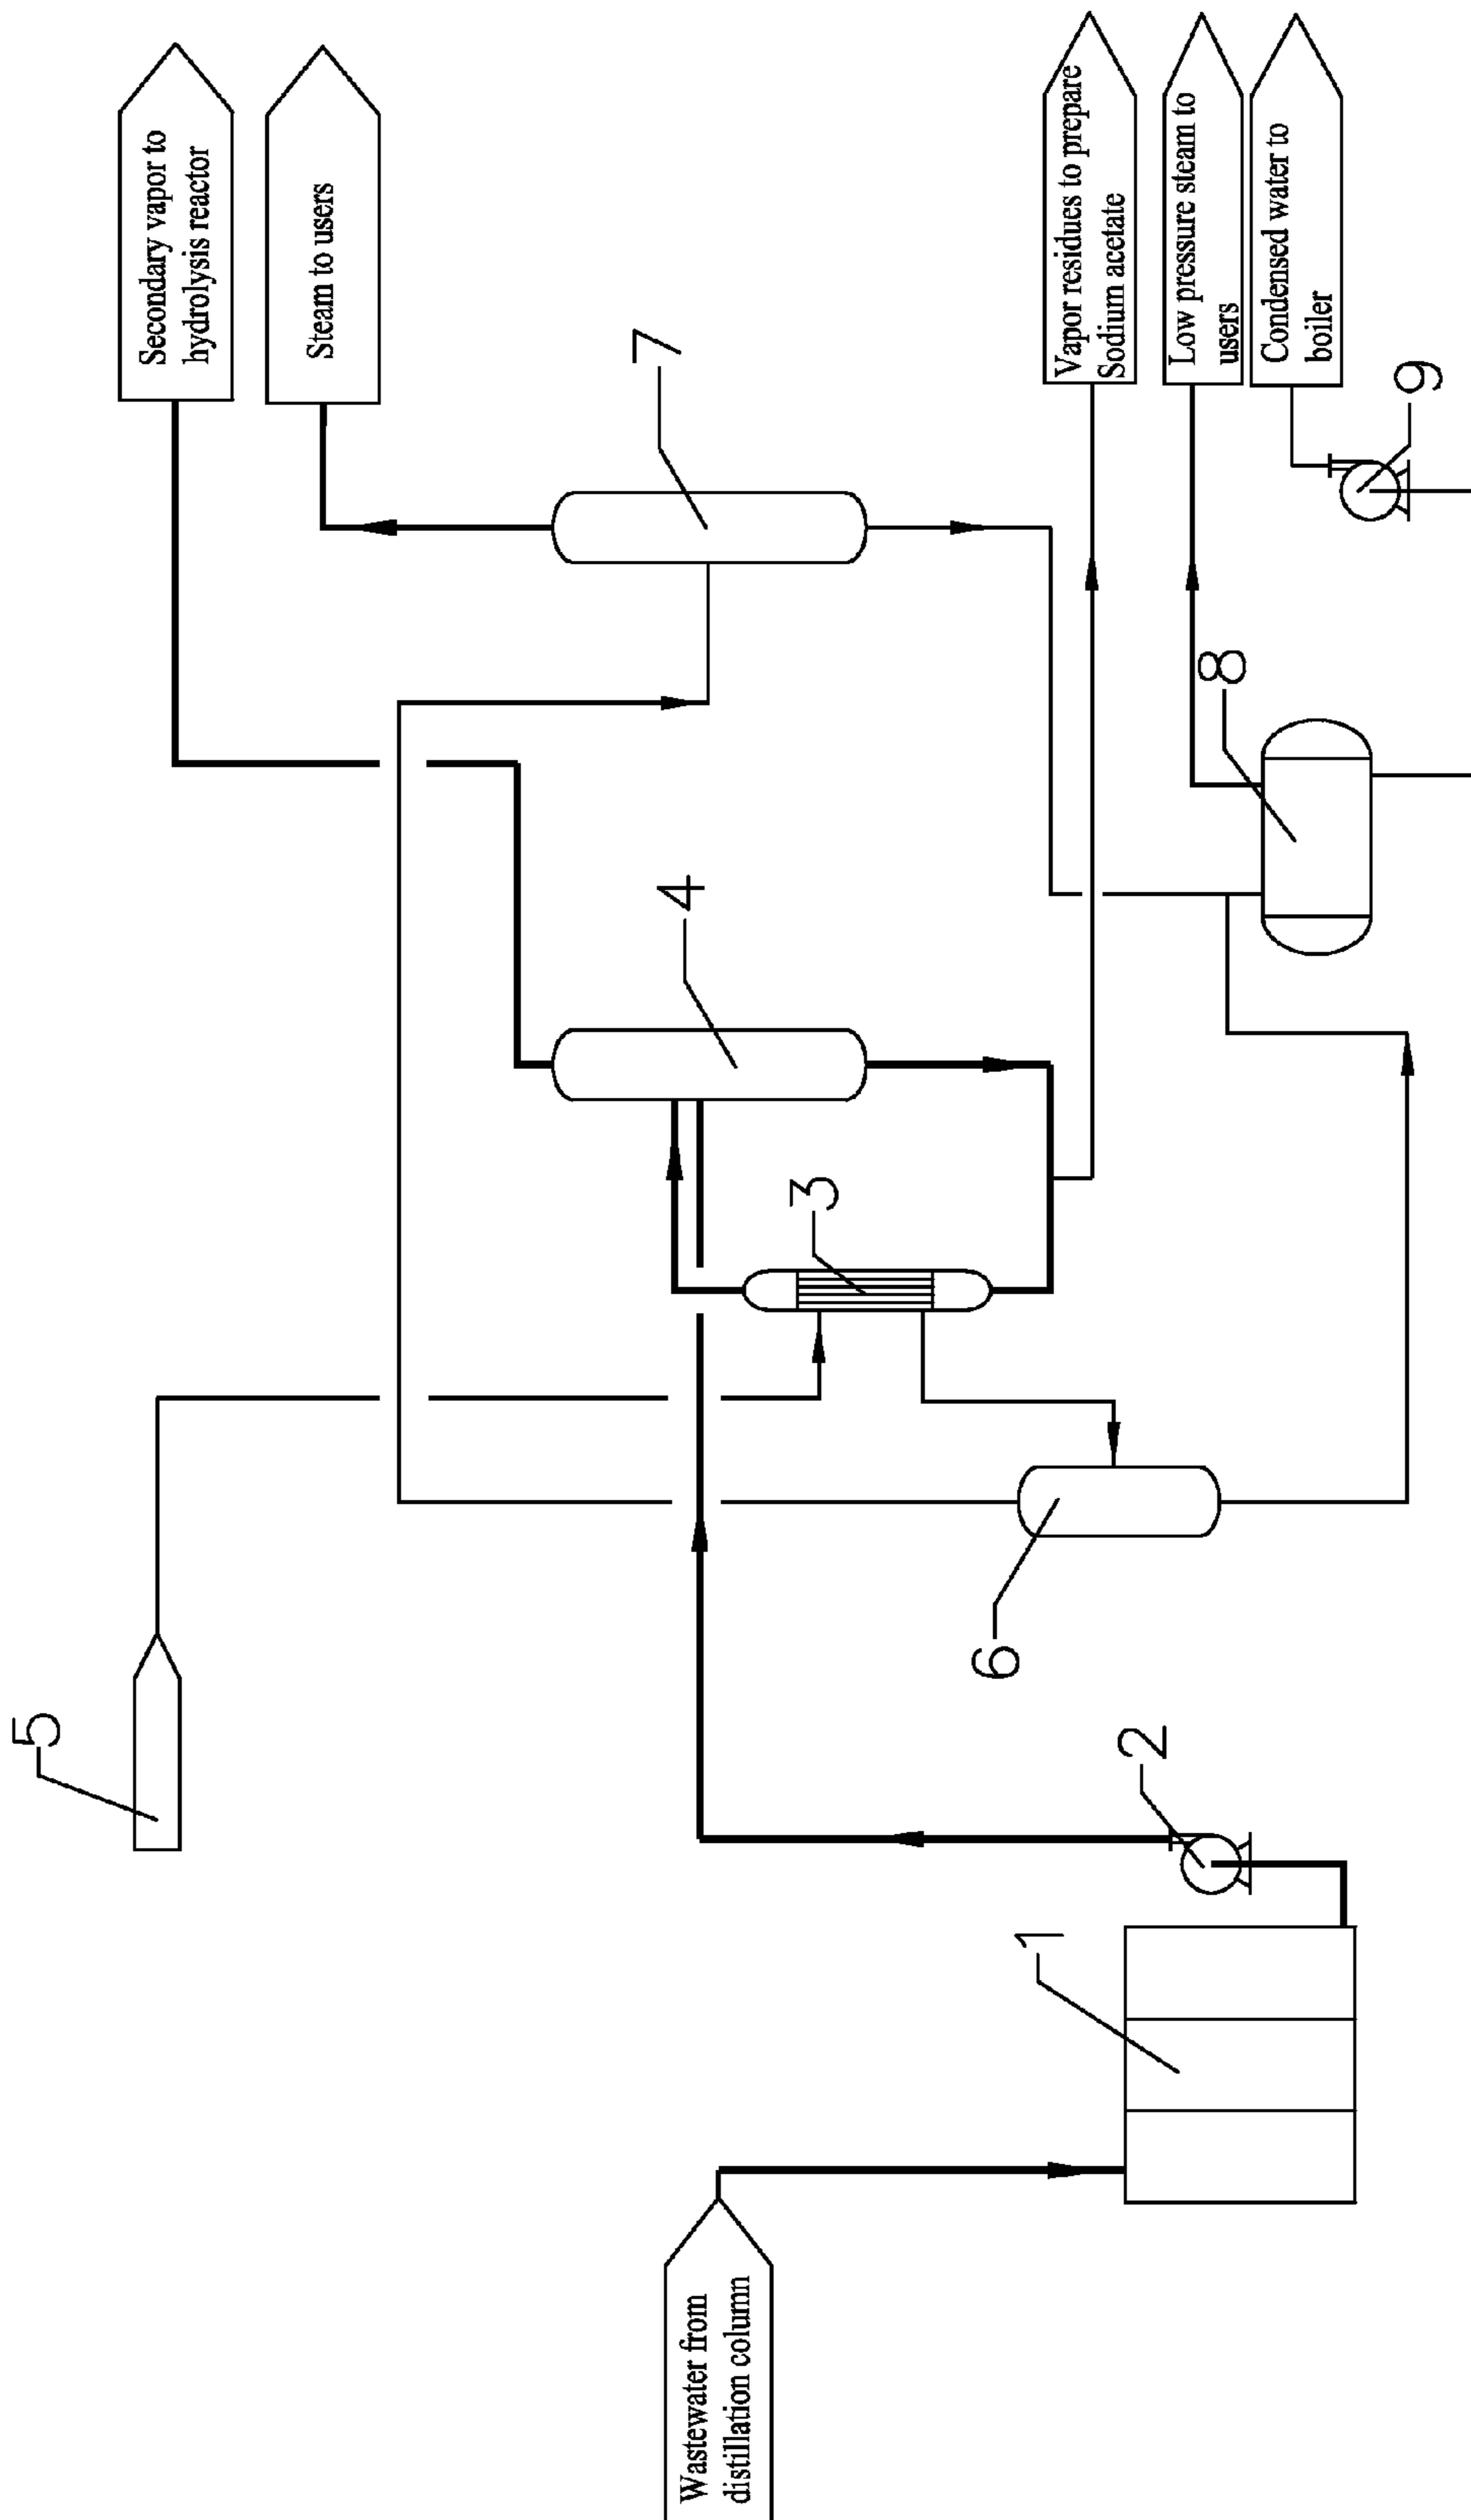 Secondary vapor to
hydrolysis reactor
Steam to users
5
7
4
3
Vapor residues to prepare
Sodium acetate
Low pressure steam to
users
Condensed water to
boiler
9
8
6
2
1
Wastewater from
distillation column